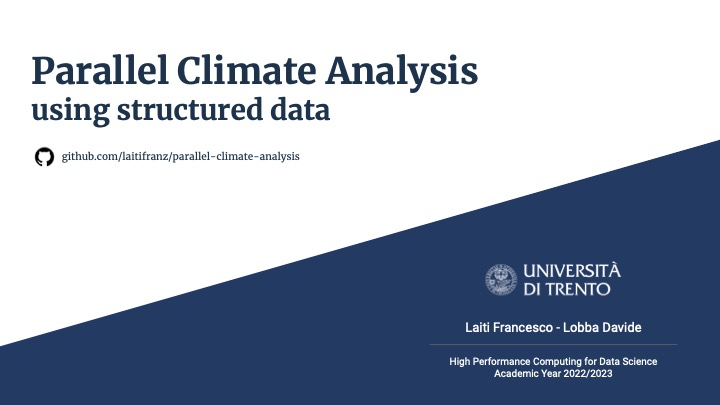 Parallel Climate Analysis
using structured data
github.com/laitifranz/parallel-climate-analysis
UNIVERSITÀ
DI TRENTO
Laiti Francesco - Lobba Davide
High Performance Computing for Data Science
Academic Year 2022/2023